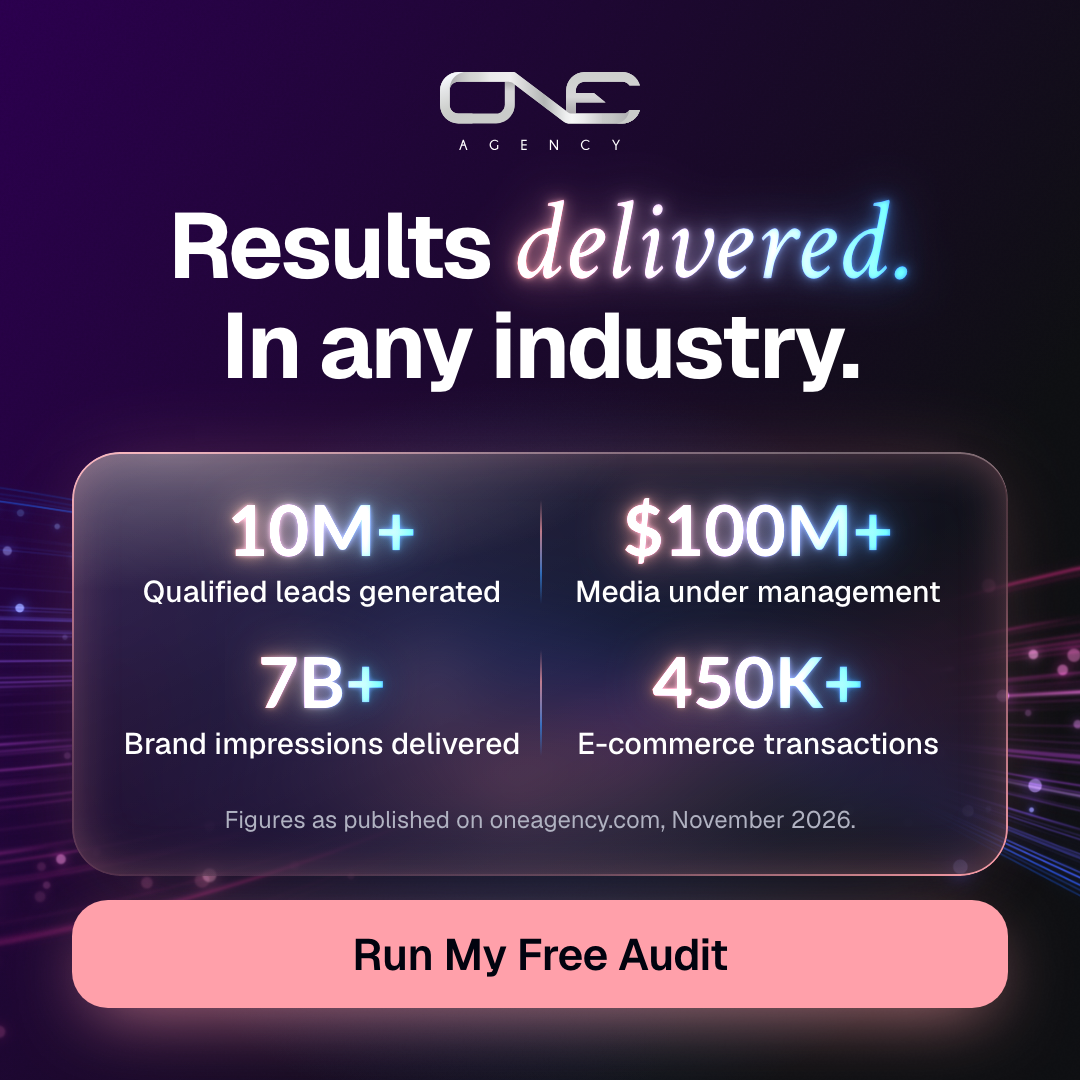 ONE
AGENCY
Results delivered.
In any industry.
10M+
Qualified leads generated
$100M+
Media under management
7B+
Brand impressions delivered
450K+
E-commerce transactions
Figures as published on oneagency.com, November 2026.
Run My Free Audit